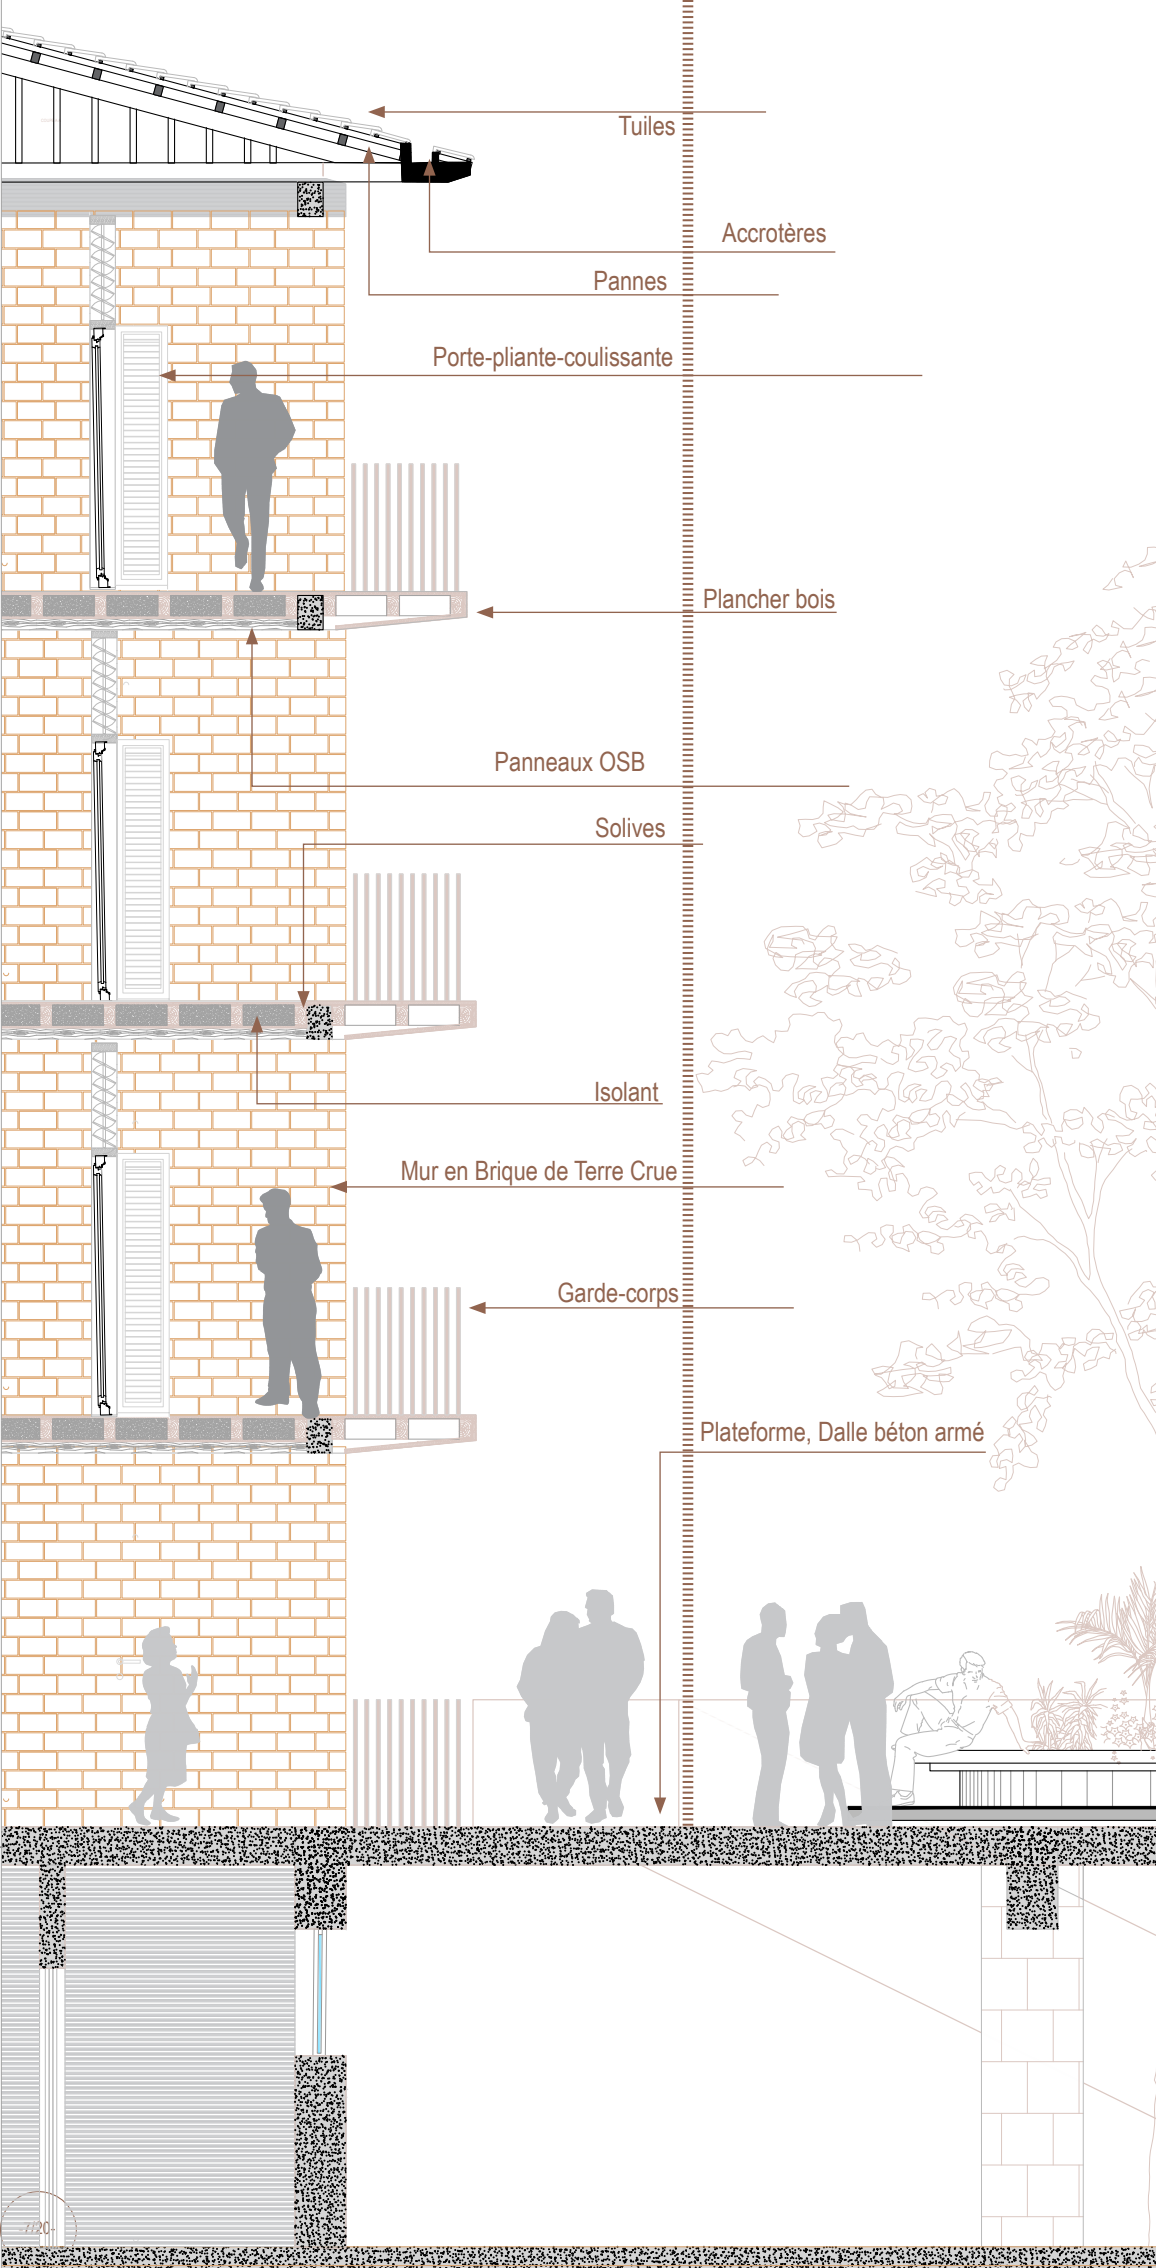 Tuiles
Accrotères
Pannes
Porte-pliante-coulissante
Plancher bois
Panneaux OSB
Solives
Isolant
Mur en Brique de Terre Crue
Garde-corps
Plateforme, Dalle béton armé